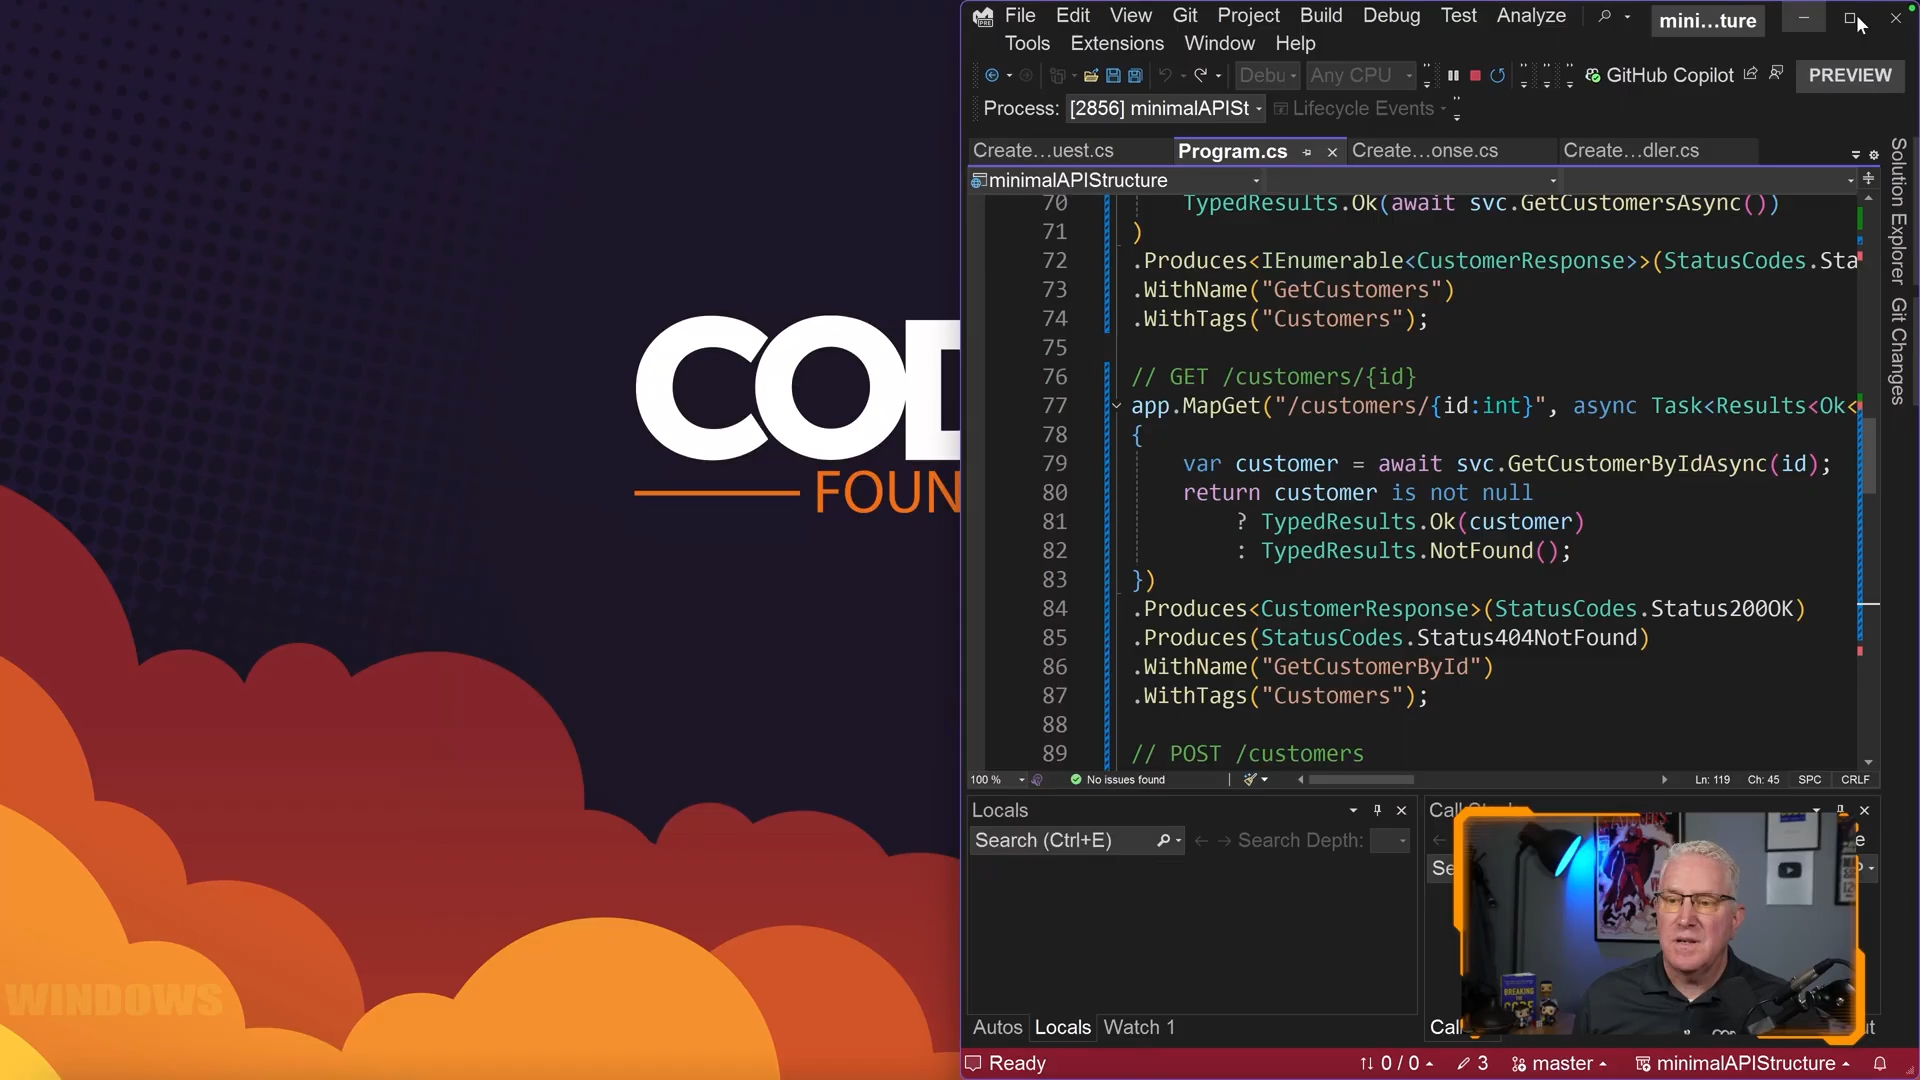 File Edit View Git Project Build Debug Test Analyze
mini...ture
Tools Extensions Window Help
Debu Any CPU GitHub Copilot PREVIEW
Process: [2856] minimalAPISt Lifecycle Events
Create...uest.cs Program.cs Create...onse.cs Create...dler.cs
minimalAPIStructure
70 TypedResults.Ok(await svc.GetCustomersAsync())
71 )
72 .Produces<IEnumerable<CustomerResponse>>(StatusCodes.Sta
73 .WithName("GetCustomers")
74 .WithTags("Customers");
75
76 // GET /customers/{id}
77 app.MapGet("/customers/{id:int}", async Task<Results<Ok<
78 {
79 var customer = await svc.GetCustomerByIdAsync(id);
80 return customer is not null
81 ? TypedResults.Ok(customer)
82 : TypedResults.NotFound();
83 })
84 .Produces<CustomerResponse>(StatusCodes.Status200OK)
85 .Produces(StatusCodes.Status404NotFound)
86 .WithName("GetCustomerById")
87 .WithTags("Customers");
88
89 // POST /customers
100 % No issues found Ln: 119 Ch: 45 SPC CRLF
Solution Explorer
Git Changes
Locals
Search (Ctrl+E) Search Depth:
Autos Locals Watch 1
Ready 0 / 0 3 master minimalAPIStructure
COD
FOUN
WINDOWS
BREAKING
THE
CODE